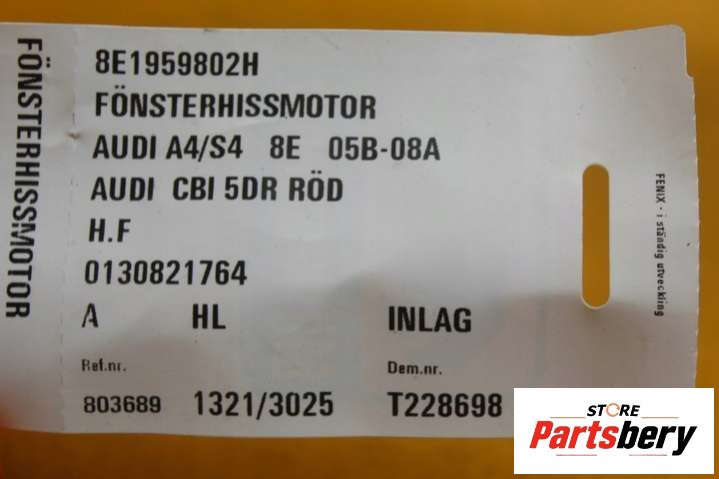 FÖNSTERHISSMOTOR
8E1959802H
FÖNSTERHISSMOTOR
AUDI A4/S4 8E 05B-08A
AUDI CBI 5DR RÖD
H.F
0130821764
A HL INLAG
Ref.nr. Dem.nr.
803689 1321/3025 T228698
FENIX - i ständig utveckling
STORE
Partsbery